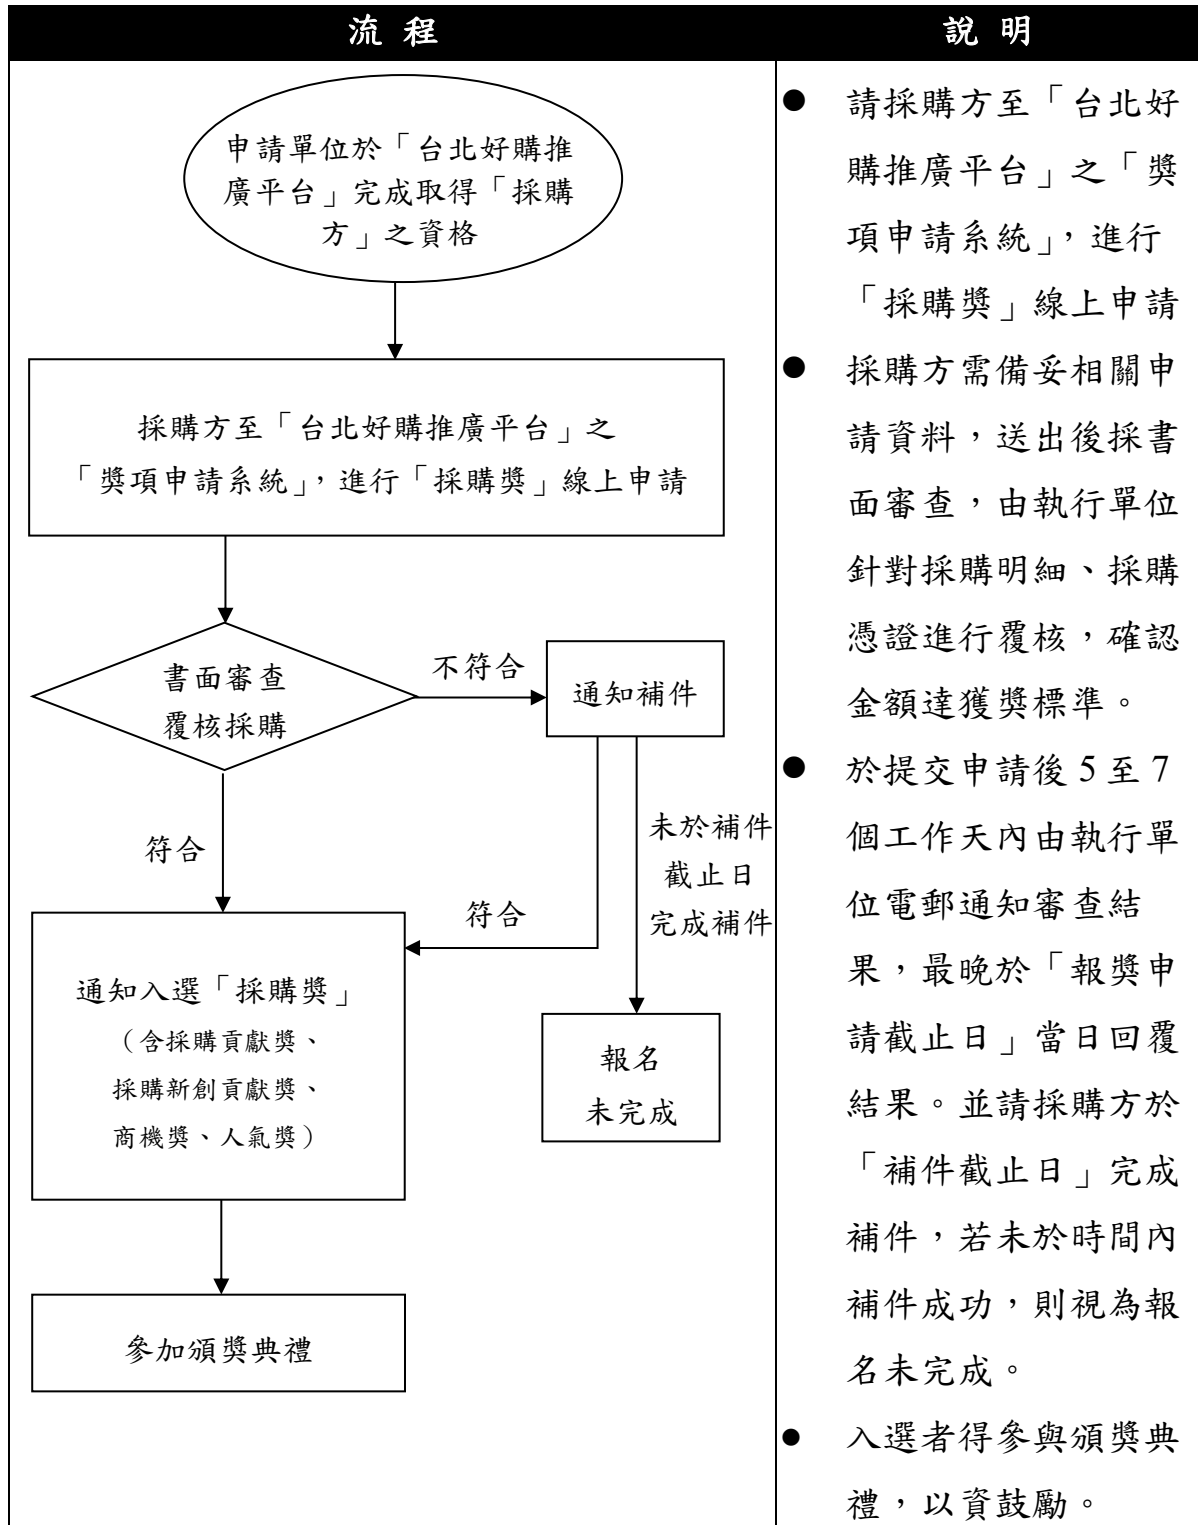 流 程
說 明
申請單位於「台北好購推
廣平台」完成取得「採購
方」之資格
採購方至「台北好購推廣平台」之
「獎項申請系統」，進行「採購獎」線上申請
書面審查
覆核採購
不符合
通知補件
符合
符合
未於補件
截止日
完成補件
通知入選「採購獎」
（含採購貢獻獎、
採購新創貢獻獎、
商機獎、人氣獎）
報名
未完成
參加頒獎典禮
● 請採購方至「台北好
購推廣平台」之「獎
項申請系統」，進行
「採購獎」線上申請
● 採購方需備妥相關申
請資料，送出後採書
面審查，由執行單位
針對採購明細、採購
憑證進行覆核，確認
金額達獲獎標準。
● 於提交申請後 5 至 7
個工作天內由執行單
位電郵通知審查結
果，最晚於「報獎申
請截止日」當日回覆
結果。並請採購方於
「補件截止日」完成
補件，若未於時間內
補件成功，則視為報
名未完成。
● 入選者得參與頒獎典
禮，以資鼓勵。